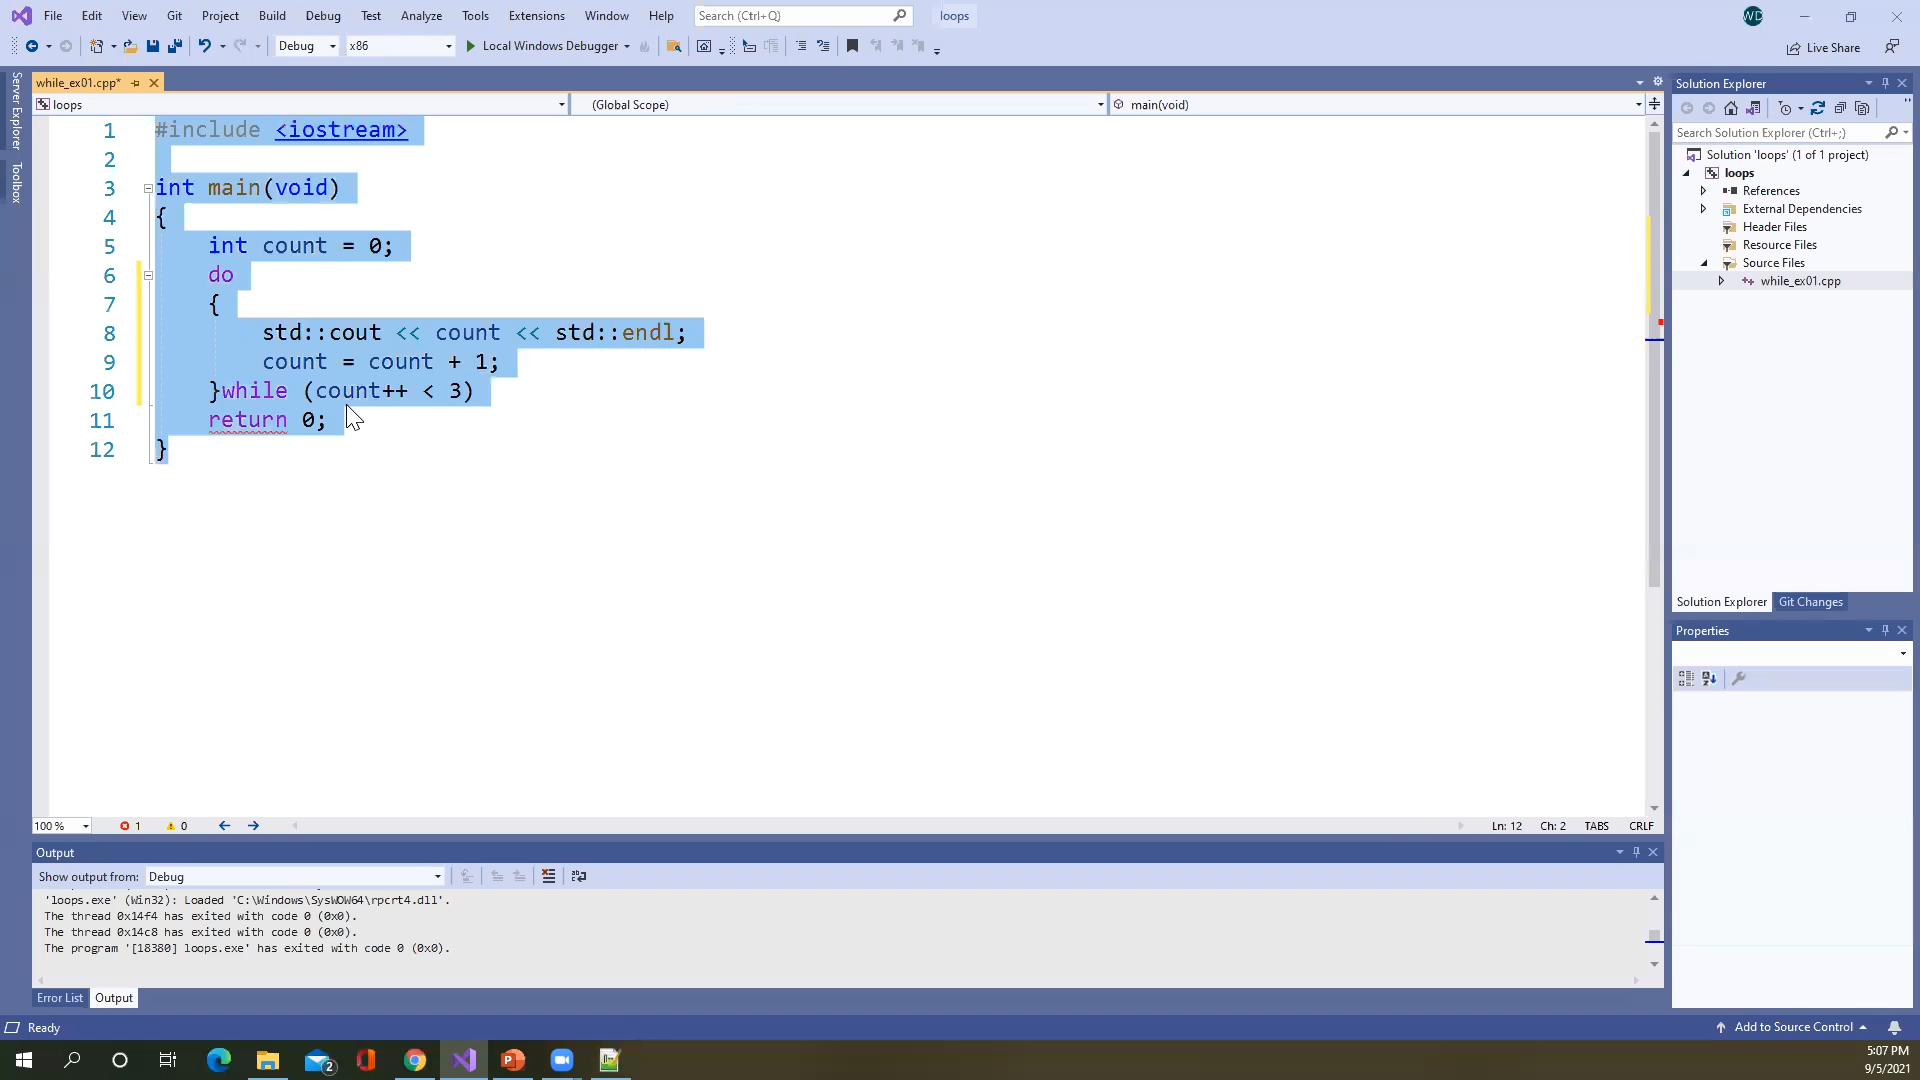 File Edit View Git Project Build Debug Test Analyze Tools Extensions Window Help Search (Ctrl+Q) loops WD
Debug x86 Local Windows Debugger Live Share
Server Explorer
Toolbox
while_ex01.cpp*
loops (Global Scope) main(void)
1 #include <iostream>
2
3 int main(void)
4 {
5 int count = 0;
6 do
7 {
8 std::cout << count << std::endl;
9 count = count + 1;
10 }while (count++ < 3)
11 return 0;
12 }
100 % 1 0 Ln: 12 Ch: 2 TABS CRLF
Output
Show output from: Debug
'loops.exe' (Win32): Loaded 'C:\Windows\SysWOW64\rpcrt4.dll'.
The thread 0x14f4 has exited with code 0 (0x0).
The thread 0x14c8 has exited with code 0 (0x0).
The program '[18380] loops.exe' has exited with code 0 (0x0).
Error List Output
Solution Explorer
Search Solution Explorer (Ctrl+;)
Solution 'loops' (1 of 1 project)
loops
References
External Dependencies
Header Files
Resource Files
Source Files
while_ex01.cpp
Solution Explorer Git Changes
Properties
Ready Add to Source Control
2
5:07 PM
9/5/2021